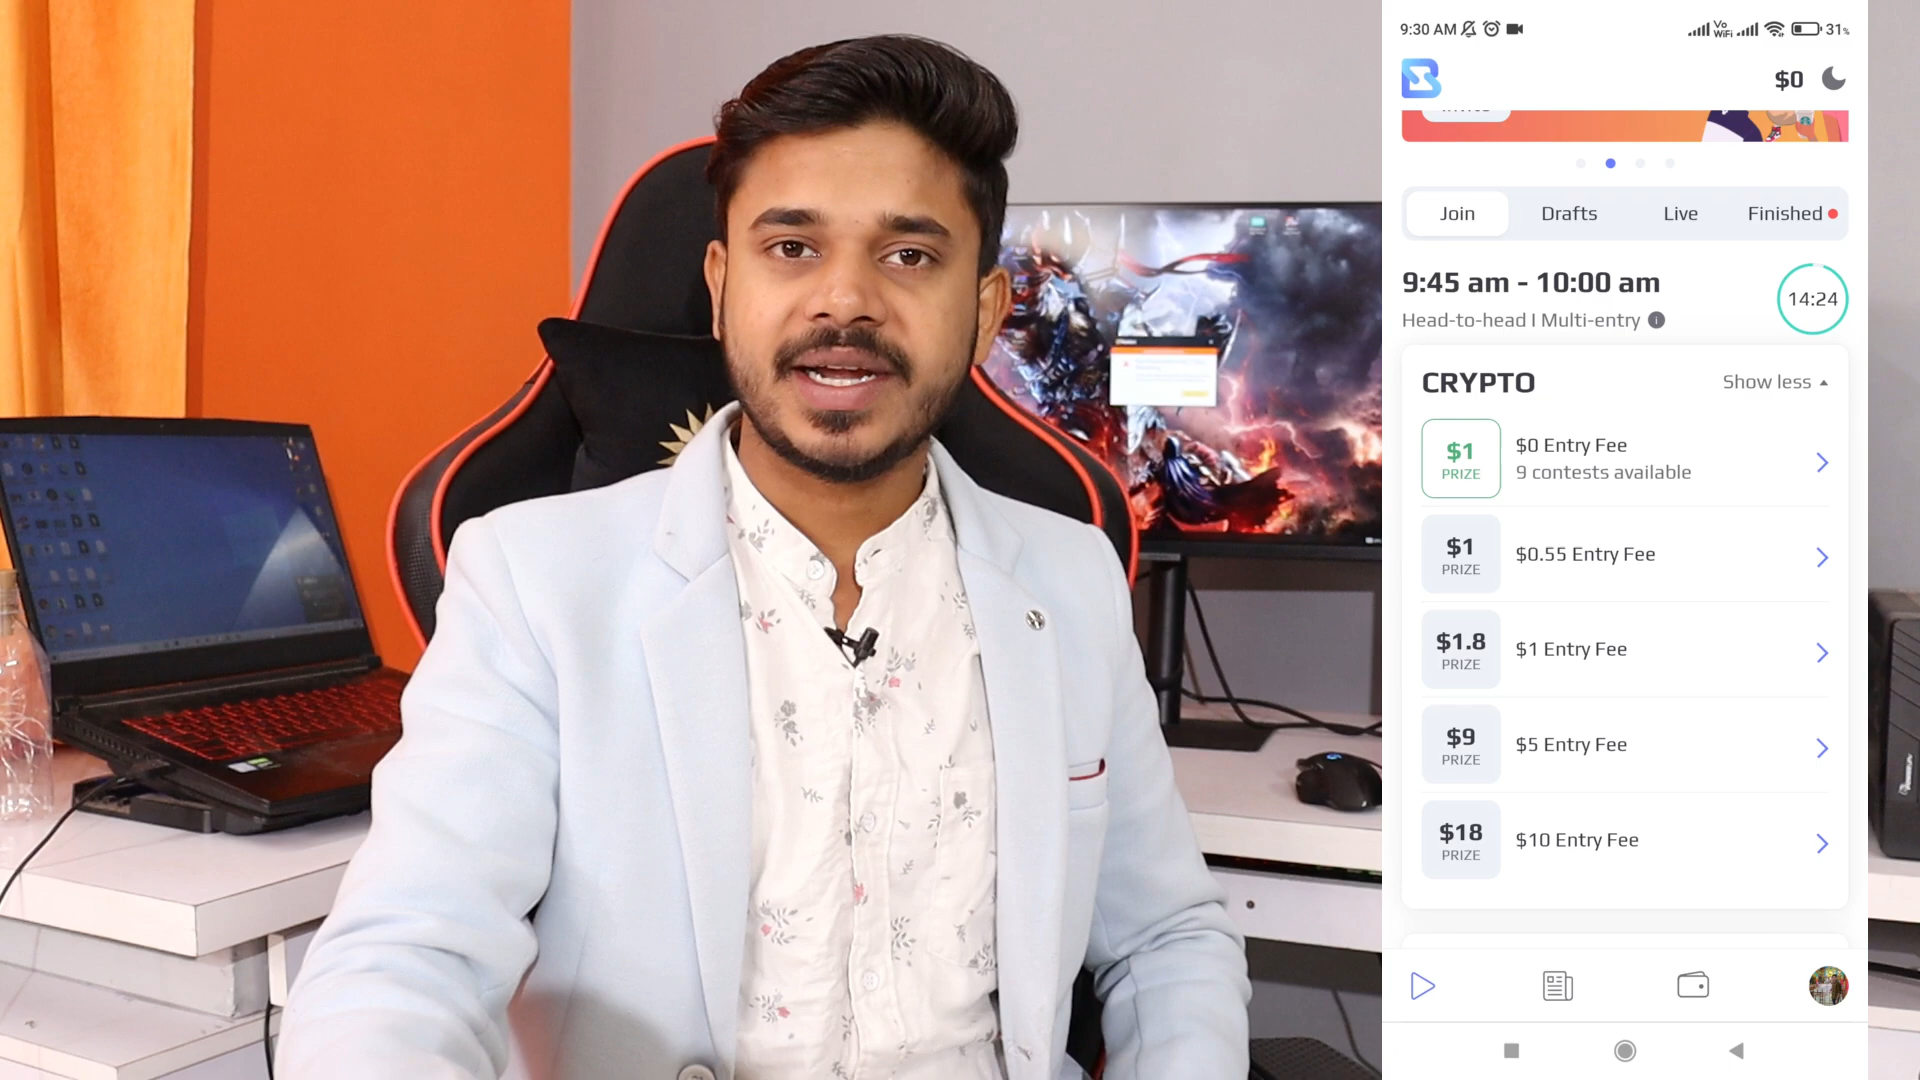 9:30 AM
Vo
WiFi
31%
$0
Join
Drafts
Live
Finished
9:45 am - 10:00 am
14:24
Head-to-head I Multi-entry
CRYPTO
Show less
$1
PRIZE
$0 Entry Fee
9 contests available
$1
PRIZE
$0.55 Entry Fee
$1.8
PRIZE
$1 Entry Fee
$9
PRIZE
$5 Entry Fee
$18
PRIZE
$10 Entry Fee